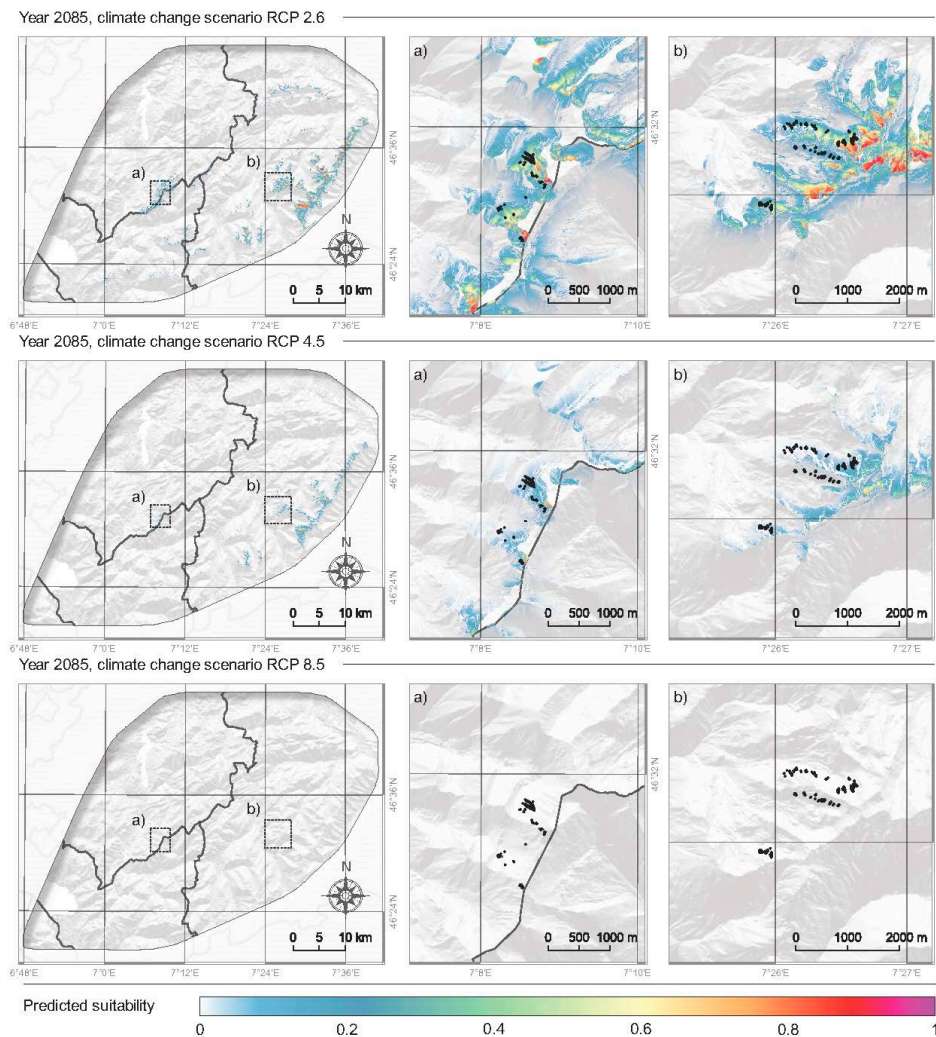 Year 2085, climate change scenario RCP 2.6
a)
b)
N
0 5 10 km
46°36'N
46°24'N
6°48'E 7°0'E 7°12'E 7°24'E 7°36'E
a)
46°32'N
0 500 1000 m
7°8'E 7°10'E
b)
0 1000 2000 m
7°26'E 7°27'E
Year 2085, climate change scenario RCP 4.5
a)
b)
N
0 5 10 km
46°36'N
46°24'N
6°48'E 7°0'E 7°12'E 7°24'E 7°36'E
a)
46°32'N
0 500 1000 m
7°8'E 7°10'E
b)
0 1000 2000 m
7°26'E 7°27'E
Year 2085, climate change scenario RCP 8.5
a)
b)
N
0 5 10 km
46°36'N
46°24'N
6°48'E 7°0'E 7°12'E 7°24'E 7°36'E
a)
46°32'N
0 500 1000 m
7°8'E 7°10'E
b)
0 1000 2000 m
7°26'E 7°27'E
Predicted suitability
0 0.2 0.4 0.6 0.8 1